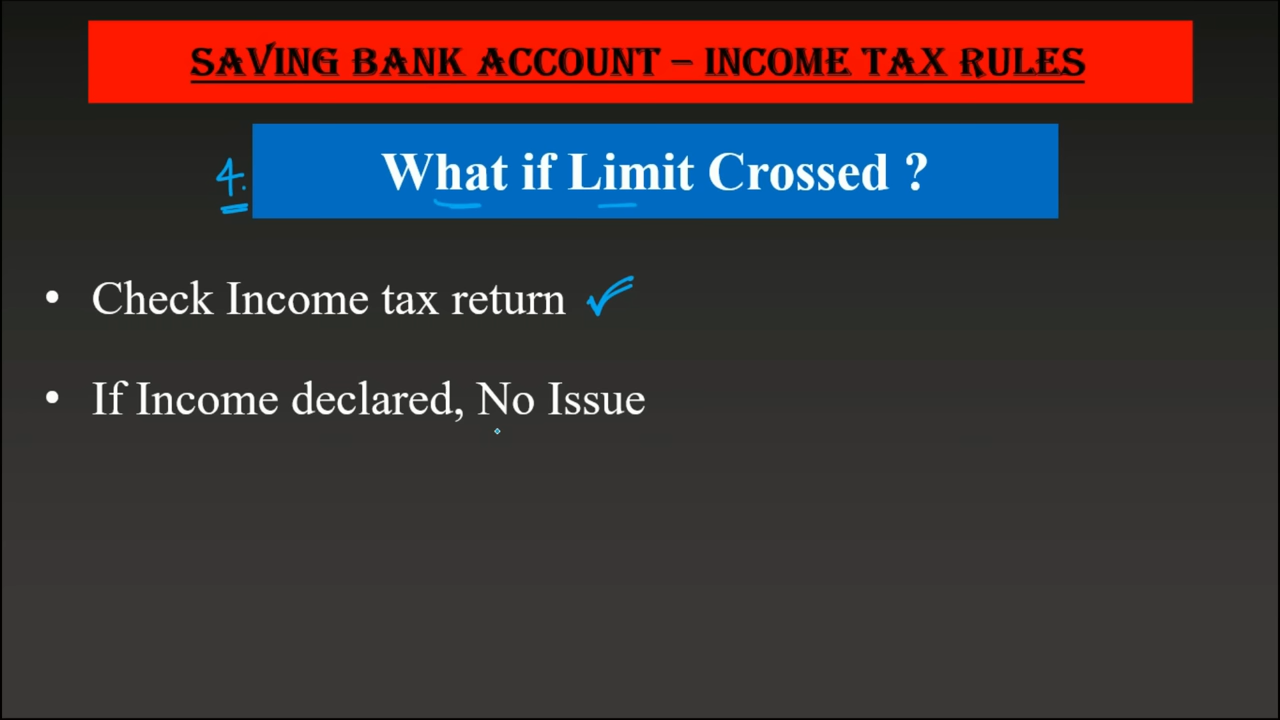 SAVING BANK ACCOUNT – INCOME TAX RULES
4. What if Limit Crossed ?
• Check Income tax return ✓
• If Income declared, No Issue